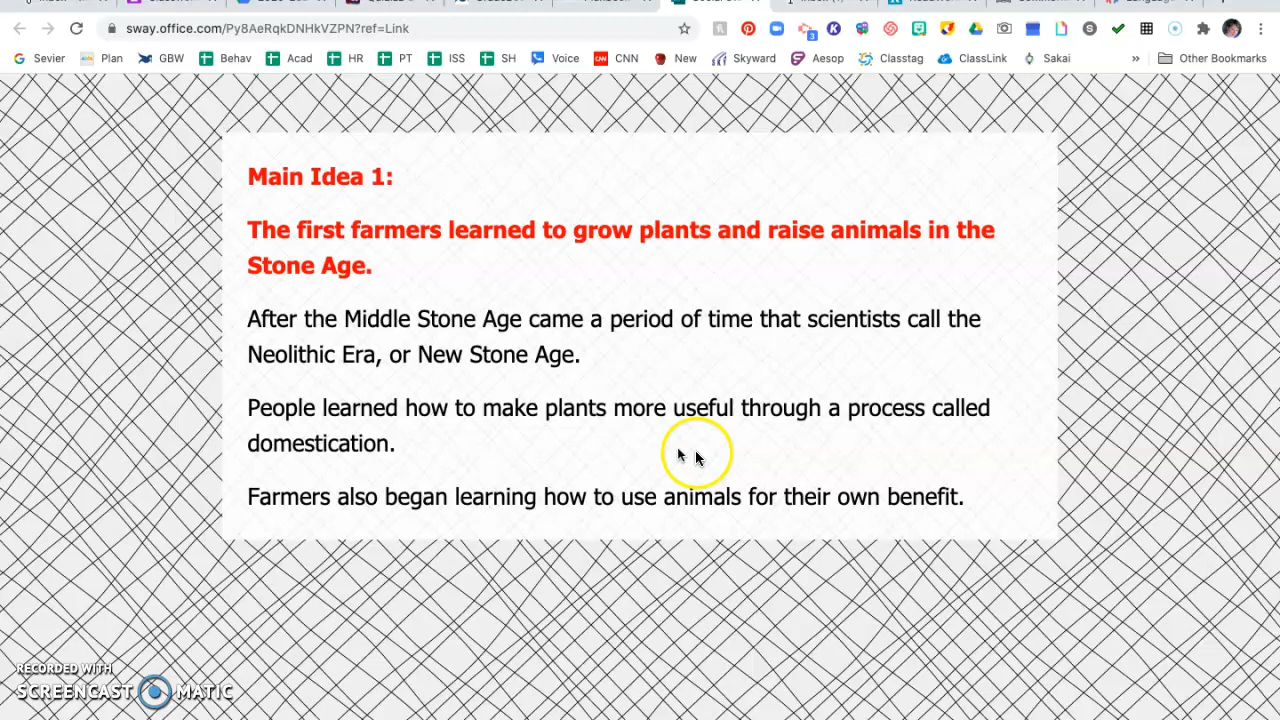 sway.office.com/Py8AeRqkDNHkVZPN?ref=Link
3
Sevier Plan GBW Behav Acad HR PT ISS SH Voice CNN New Skyward Aesop Classtag ClassLink Sakai » Other Bookmarks
Main Idea 1:
The first farmers learned to grow plants and raise animals in the
Stone Age.
After the Middle Stone Age came a period of time that scientists call the
Neolithic Era, or New Stone Age.
People learned how to make plants more useful through a process called
domestication.
Farmers also began learning how to use animals for their own benefit.
RECORDED WITH
SCREENCAST MATIC